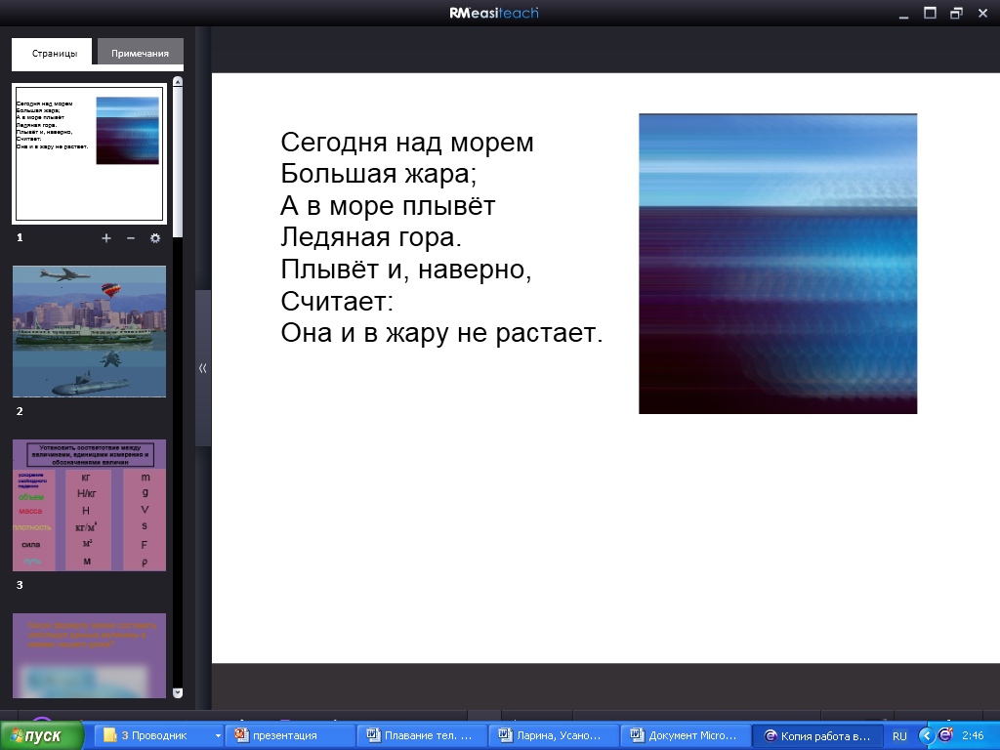 RM easiteach
Страницы
Примечания
Сегодня над морем
Большая жара;
А в море плывёт
Ледяная гора.
Плывёт и, наверно,
Считает:
Она и в жару не растает.
1
2
Установить соответствие между
величинами, единицами измерения и
обозначениями величин
ускорение
свободного
падения
кг
m
объем
Н/кг
g
масса
Н
V
плотность
кг/м³
s
сила
м³
F
путь
м
ρ
3
Сегодня над морем
Большая жара;
А в море плывёт
Ледяная гора.
Плывёт и, наверно,
Считает:
Она и в жару не растает.
пуск
3 Проводник
презентация
Плавание тел. ...
Ларина, Усано...
Документ Micro...
Копия работа в...
RU
2:46